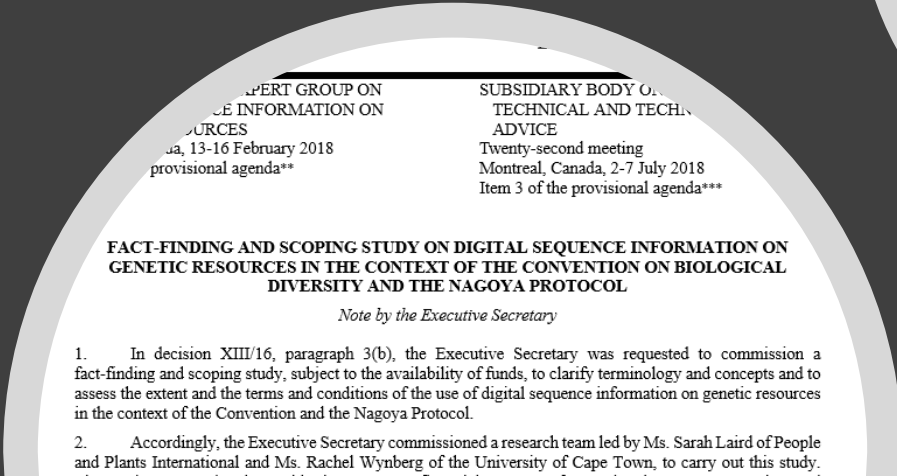 PERT GROUP ON
CE INFORMATION ON
OURCES
13-16 February 2018
provisional agenda**
SUBSIDIARY BODY
TECHNICAL AND
ADVICE
Twenty-second meeting
Montreal, Canada, 2-7 July 2018
Item 3 of the provisional agenda***
FACT-FINDING AND SCOPING STUDY ON DIGITAL SEQUENCE INFORMATION ON
GENETIC RESOURCES IN THE CONTEXT OF THE CONVENTION ON BIOLOGICAL
DIVERSITY AND THE NAGOYA PROTOCOL
Note by the Executive Secretary
1. In decision XIII/16, paragraph 3(b), the Executive Secretary was requested to commission a
fact-finding and scoping study, subject to the availability of funds, to clarify terminology and concepts and to
assess the extent and the terms and conditions of the use of digital sequence information on genetic resources
in the context of the Convention and the Nagoya Protocol.
2. Accordingly, the Executive Secretary commissioned a research team led by Ms. Sarah Laird of People
and Plants International and Ms. Rachel Wynberg of the University of Cape Town, to carry out this study.